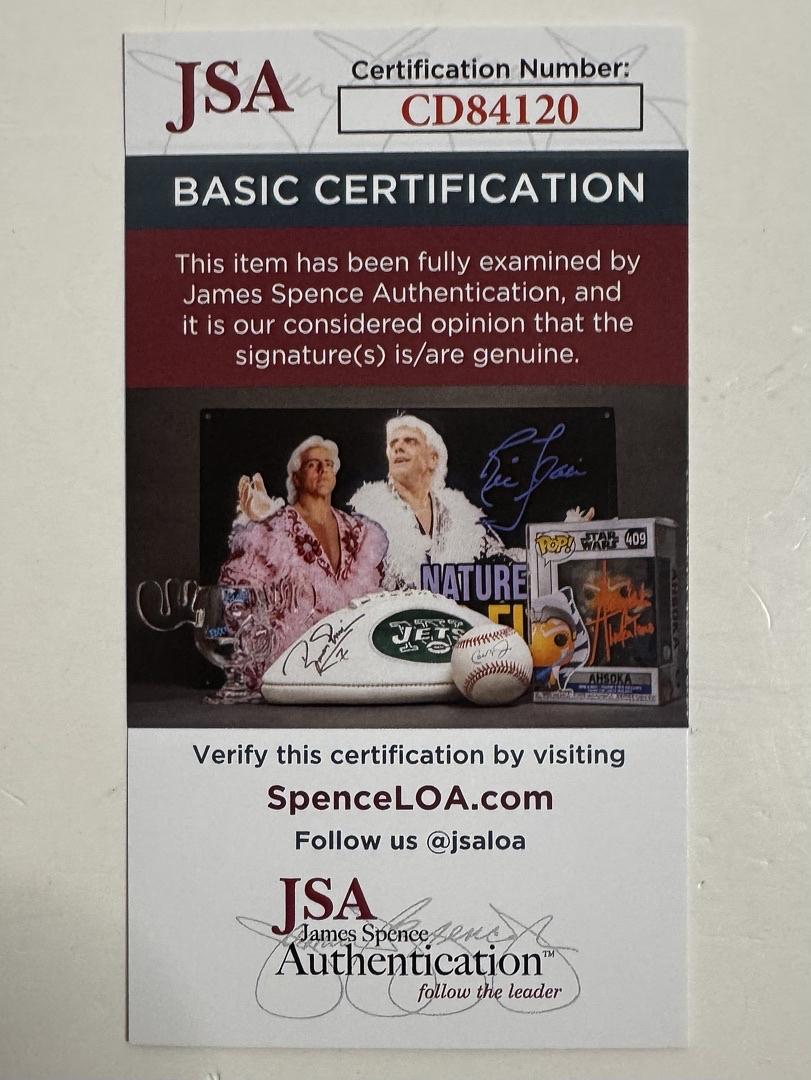 JSA
Certification Number:
CD84120
BASIC CERTIFICATION
This item has been fully examined by
James Spence Authentication, and
it is our considered opinion that the
signature(s) is/are genuine.
NATURE
JETS
POP!
STAR
WARS
409
AHSOKA
Verify this certification by visiting
SpenceLOA.com
Follow us @jsaloa
JSA
James Spence
Authentication™
follow the leader